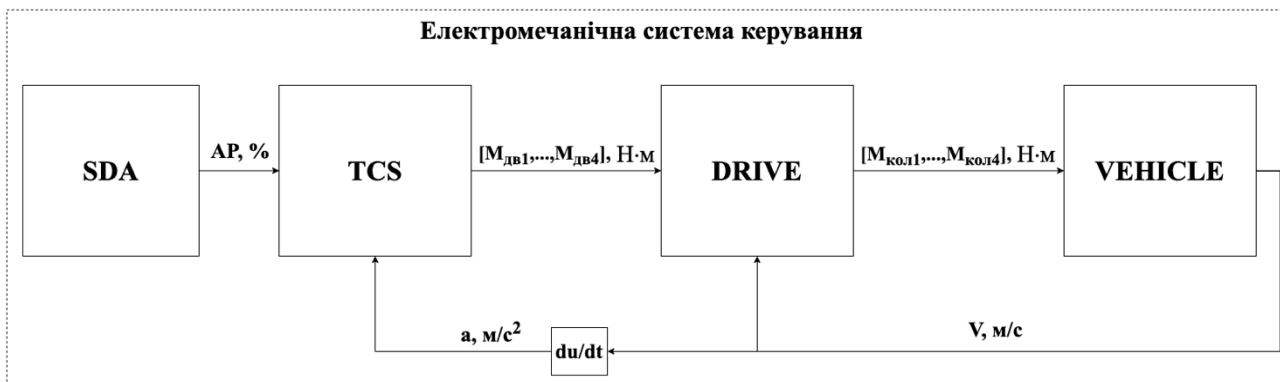 Електромеханічна система керування
SDA
AP, %
TCS
[Mдв1,...,Mдв4], Н·м
DRIVE
[Mкол1,...,Mкол4], Н·м
VEHICLE
a, м/с²
du/dt
V, м/с